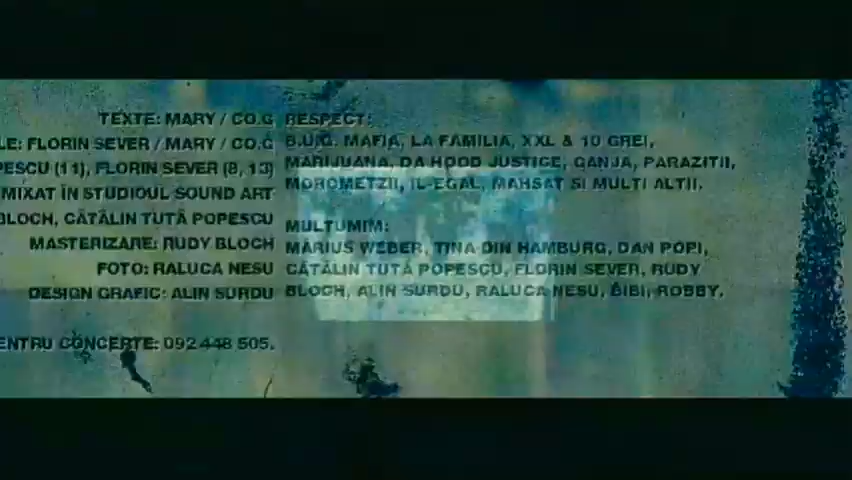 TEXTE: MARY / CO.G
LE: FLORIN SEVER / MARY / CO.G
PESCU (11), FLORIN SEVER (8, 13)
MIXAT ÎN STUDIOUL SOUND ART
BLOCH, CĂTĂLIN TUTĂ POPESCU
MASTERIZARE: RUDY BLOCH
FOTO: RALUCA NESU
DESIGN GRAFIC: ALIN SURDU
ENTRU CONCERTE: 092 448 505.
RESPECT:
B.U.G. MAFIA, LA FAMILIA, XXL & 10 GREI,
MARIJUANA, DA HOOD JUSTICE, GANJA, PARAZITII,
MOROMETZII, IL-EGAL, MAHSAT SI MULTI ALTII.
MULTUMIM:
MARIUS WEBER, TINA DIN HAMBURG, DAN POPI,
CĂTĂLIN TUTĂ POPESCU, FLORIN SEVER, RUDY
BLOCH, ALIN SURDU, RALUCA NESU, BIBI, ROBBY.